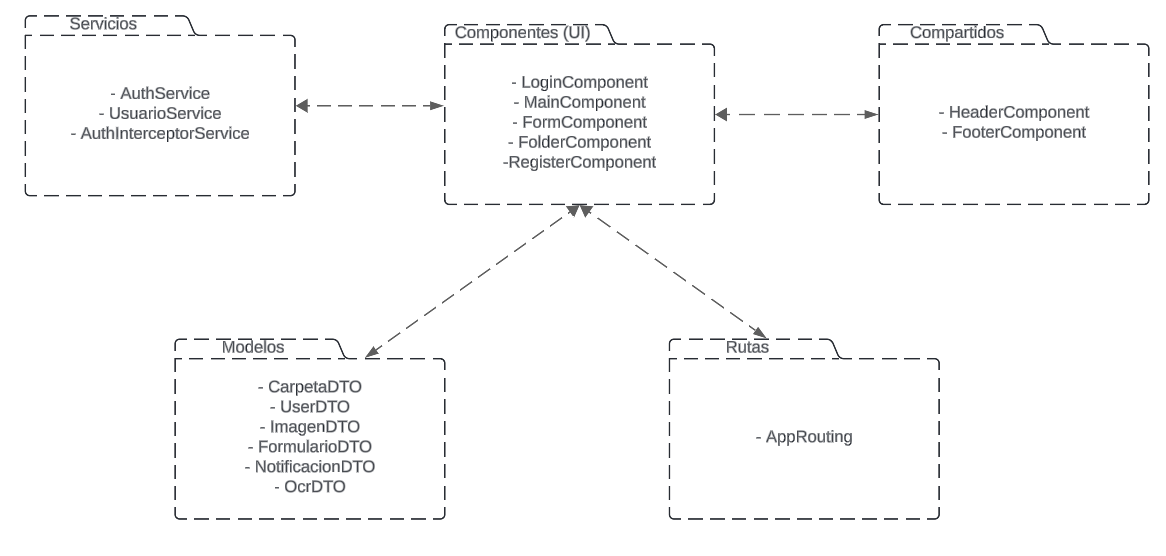 Servicios
- AuthService
- UsuarioService
- AuthInterceptorService
Componentes (UI)
- LoginComponent
- MainComponent
- FormComponent
- FolderComponent
-RegisterComponent
Compartidos
- HeaderComponent
- FooterComponent
Modelos
- CarpetaDTO
- UserDTO
- ImagenDTO
- FormularioDTO
- NotificacionDTO
- OcrDTO
Rutas
- AppRouting